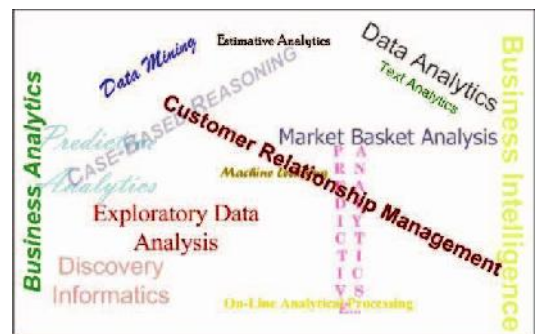 Estimative Analytics
Data Mining
Data Analytics
Text Analytics
Business Intelligence
CASE-BASED REASONING
Customer Relationship Management
Market Basket Analysis
Business Analytics
Prediction
Analytics
Machine Learning
PREDICTIVE...
ANALYTICS
Exploratory Data
Analysis
Discovery
Informatics
On-Line Analytical Processing